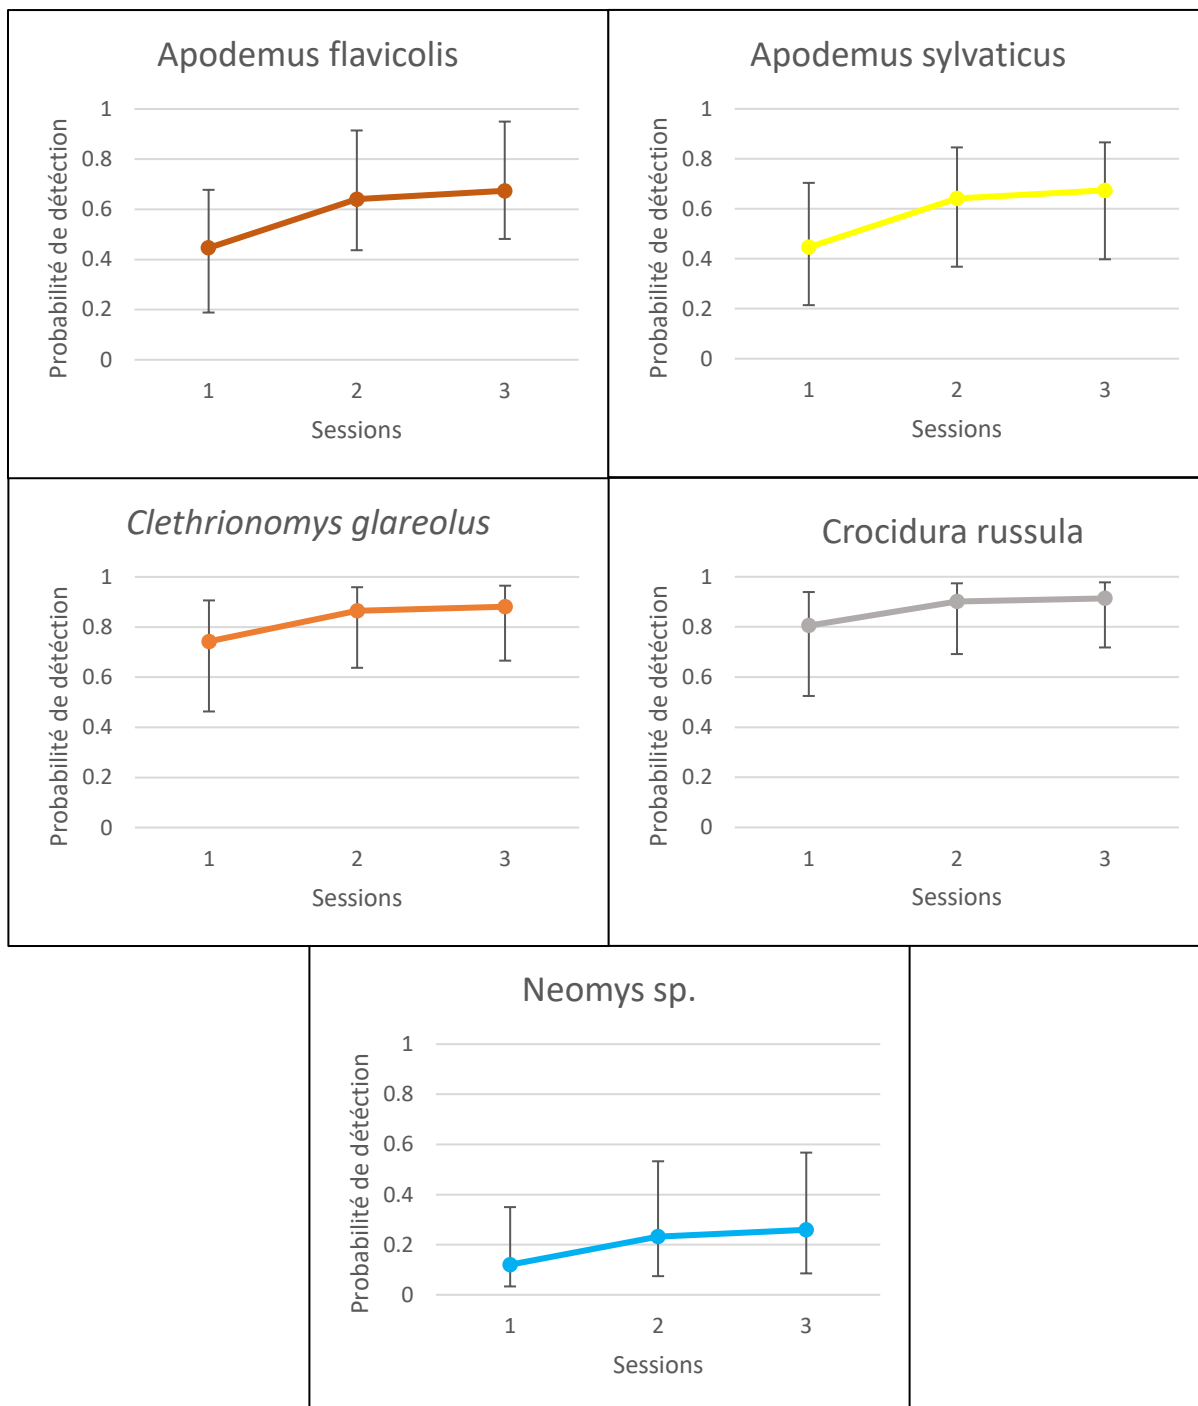 Apodemus flavicolis
Probabilité de détéction
1
0.8
0.6
0.4
0.2
0
1 2 3
Sessions
Apodemus sylvaticus
Probabilité de détéction
1
0.8
0.6
0.4
0.2
0
1 2 3
Sessions
Clethrionomys glareolus
Probabilité de détéction
1
0.8
0.6
0.4
0.2
0
1 2 3
Sessions
Crocidura russula
Probabilité de détéction
1
0.8
0.6
0.4
0.2
0
1 2 3
Sessions
Neomys sp.
Probabilité de détéction
1
0.8
0.6
0.4
0.2
0
1 2 3
Sessions